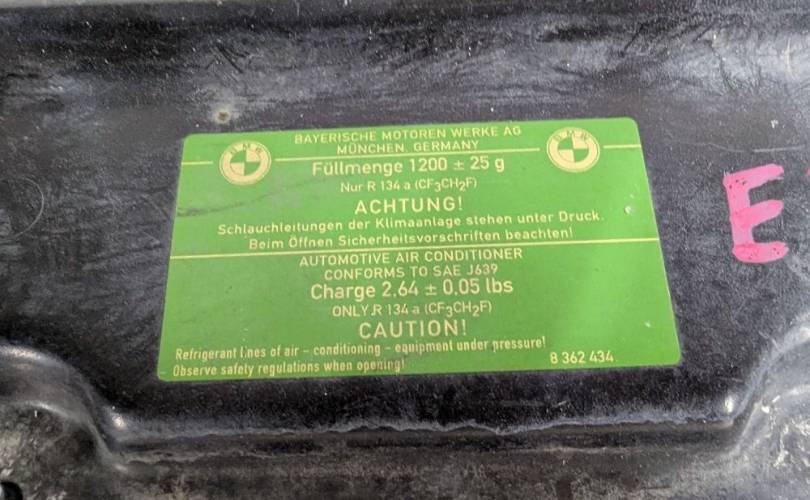 BAYERISCHE MOTOREN WERKE AG
MÜNCHEN, GERMANY
BMW
BMW
Füllmenge 1200 ± 25 g
Nur R 134 a (CF₃CH₂F)
ACHTUNG!
Schlauchleitungen der Klimaanlage stehen unter Druck.
Beim Öffnen Sicherheitsvorschriften beachten!
AUTOMOTIVE AIR CONDITIONER
CONFORMS TO SAE J639
Charge 2,64 ± 0,05 lbs
ONLY R 134 a (CF₃CH₂F)
CAUTION!
Refrigerant lines of air – conditioning – equipment under pressure!
Observe safety regulations when opening!
8 362 434